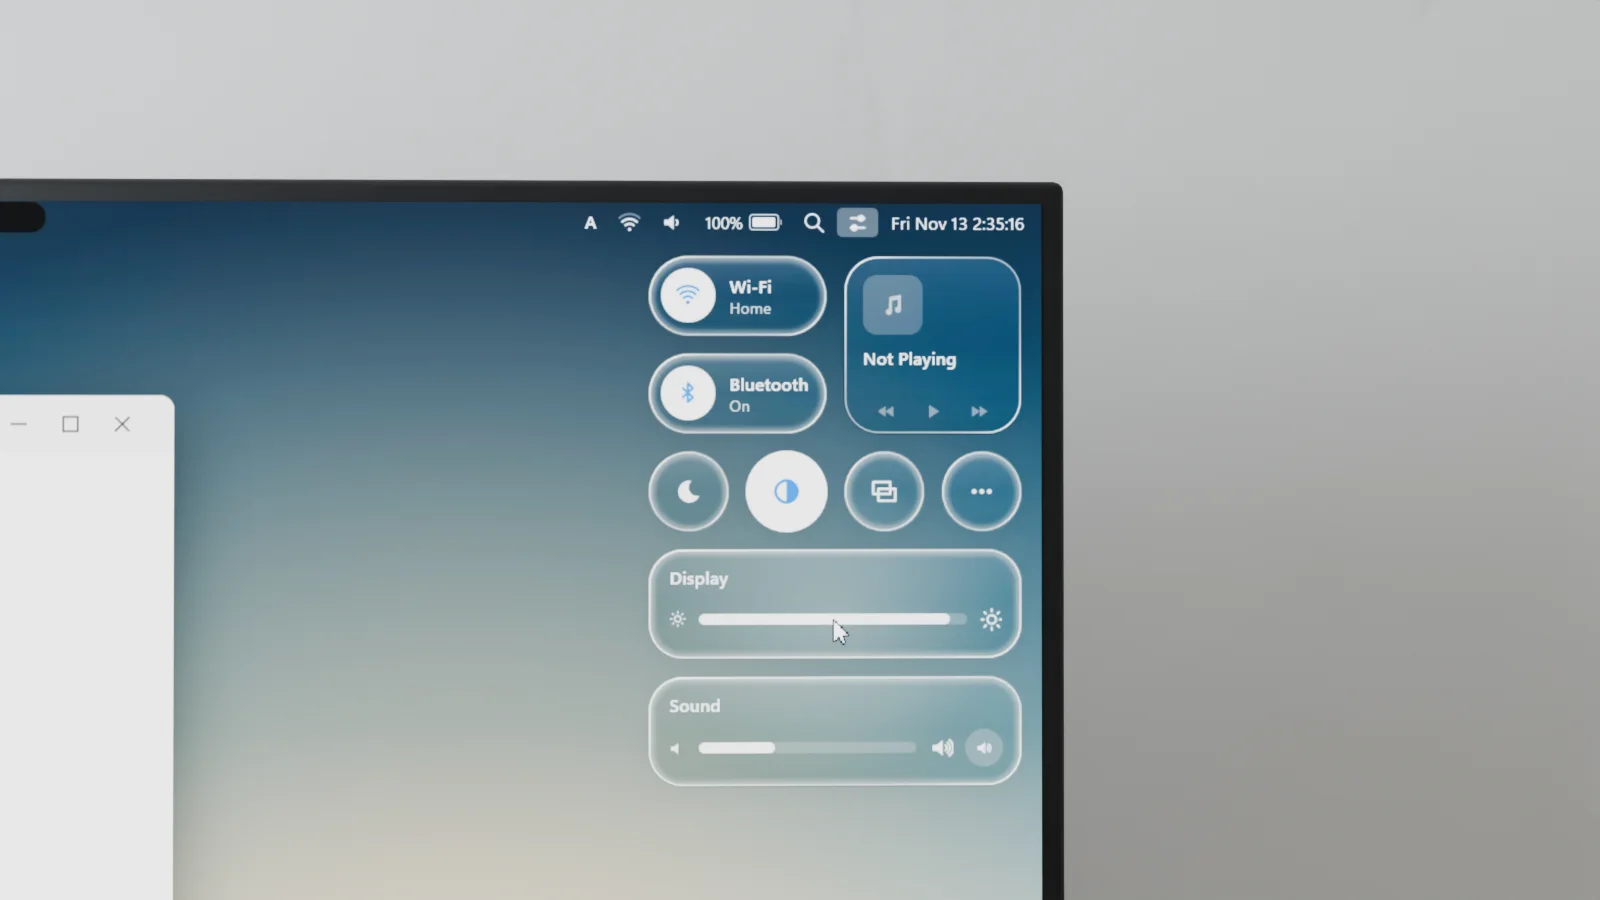 A 100% Fri Nov 13 2:35:16
Wi-Fi
Home
Not Playing
Bluetooth
On
Display
Sound